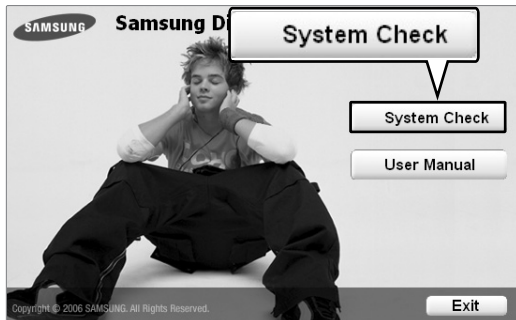 SAMSUNG
Samsung Di
System Check
System Check
User Manual
Copyright © 2006 SAMSUNG. All Rights Reserved.
Exit